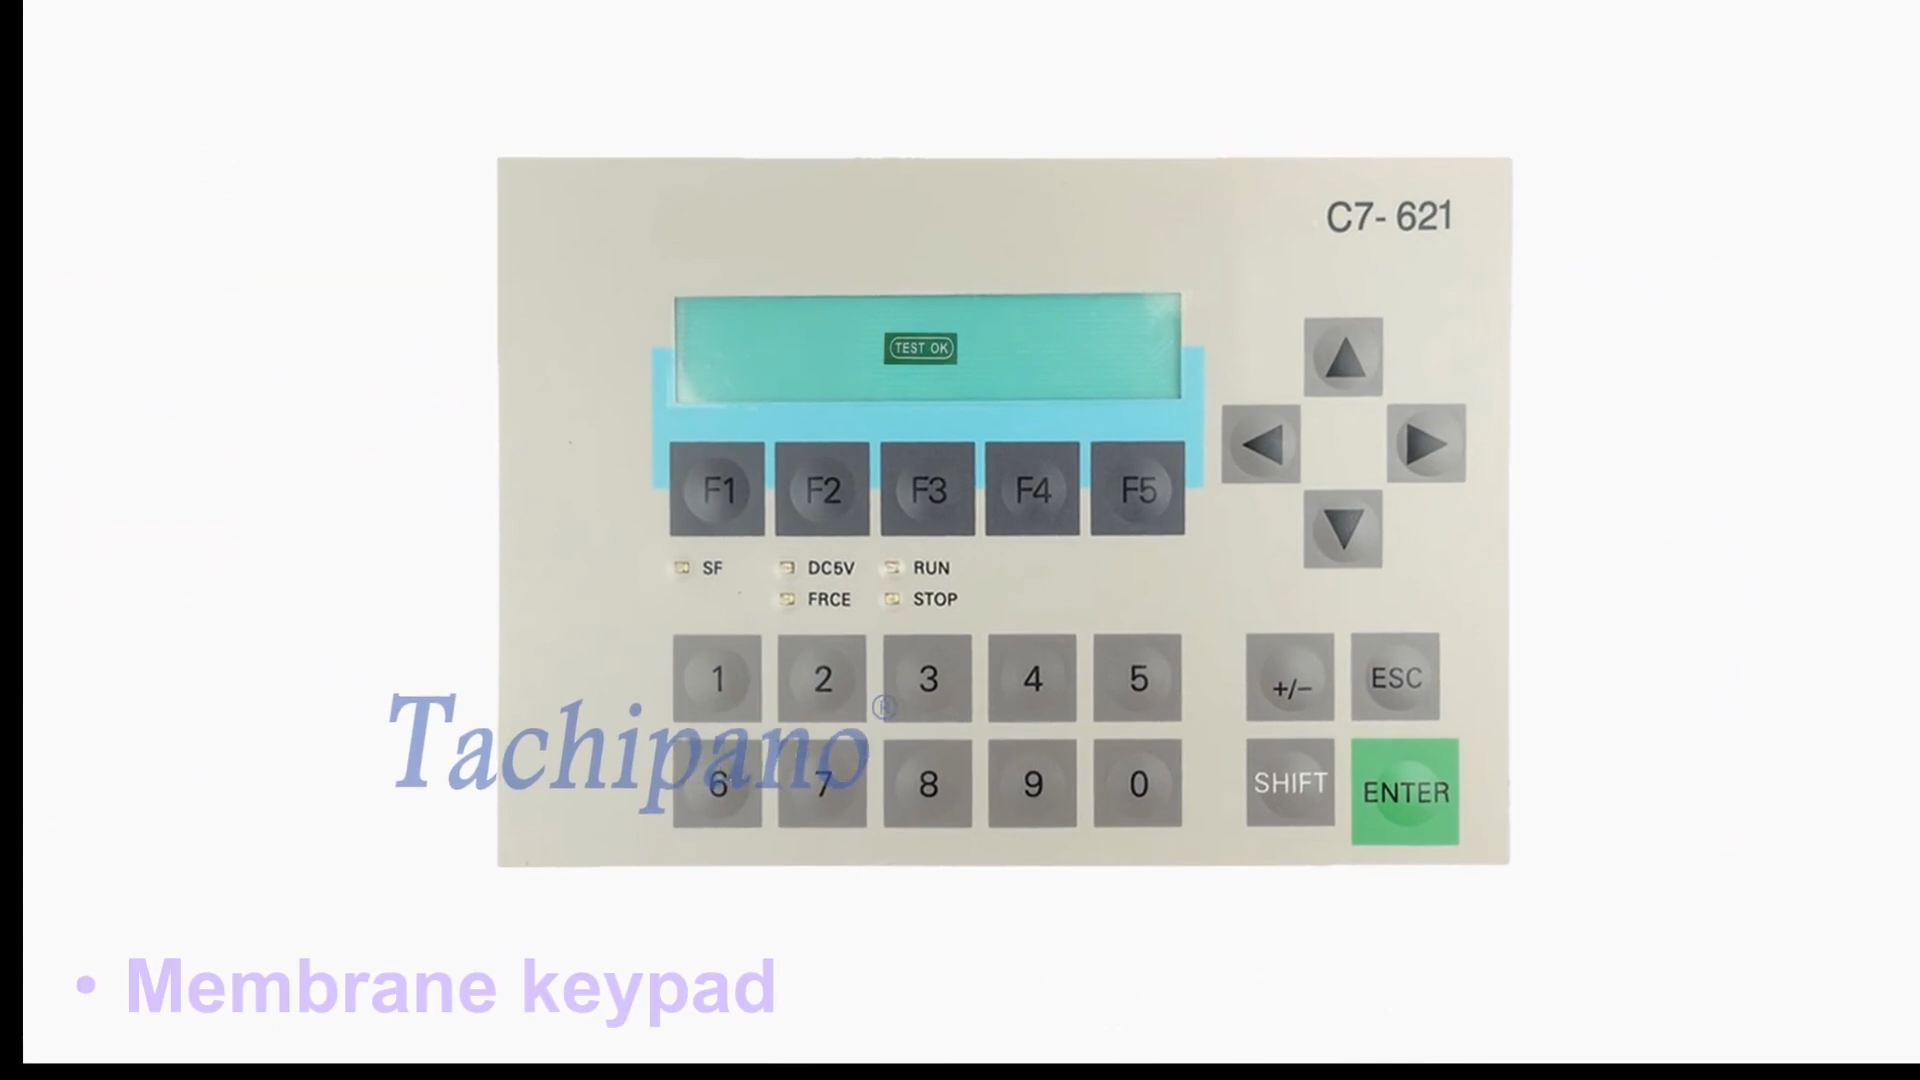 C7-621
TEST OK
F1 F2 F3 F4 F5
SF DC5V RUN
FRCE STOP
1 2 3 4 5 +/- ESC
Tachipano®
6 7 8 9 0 SHIFT ENTER
• Membrane keypad